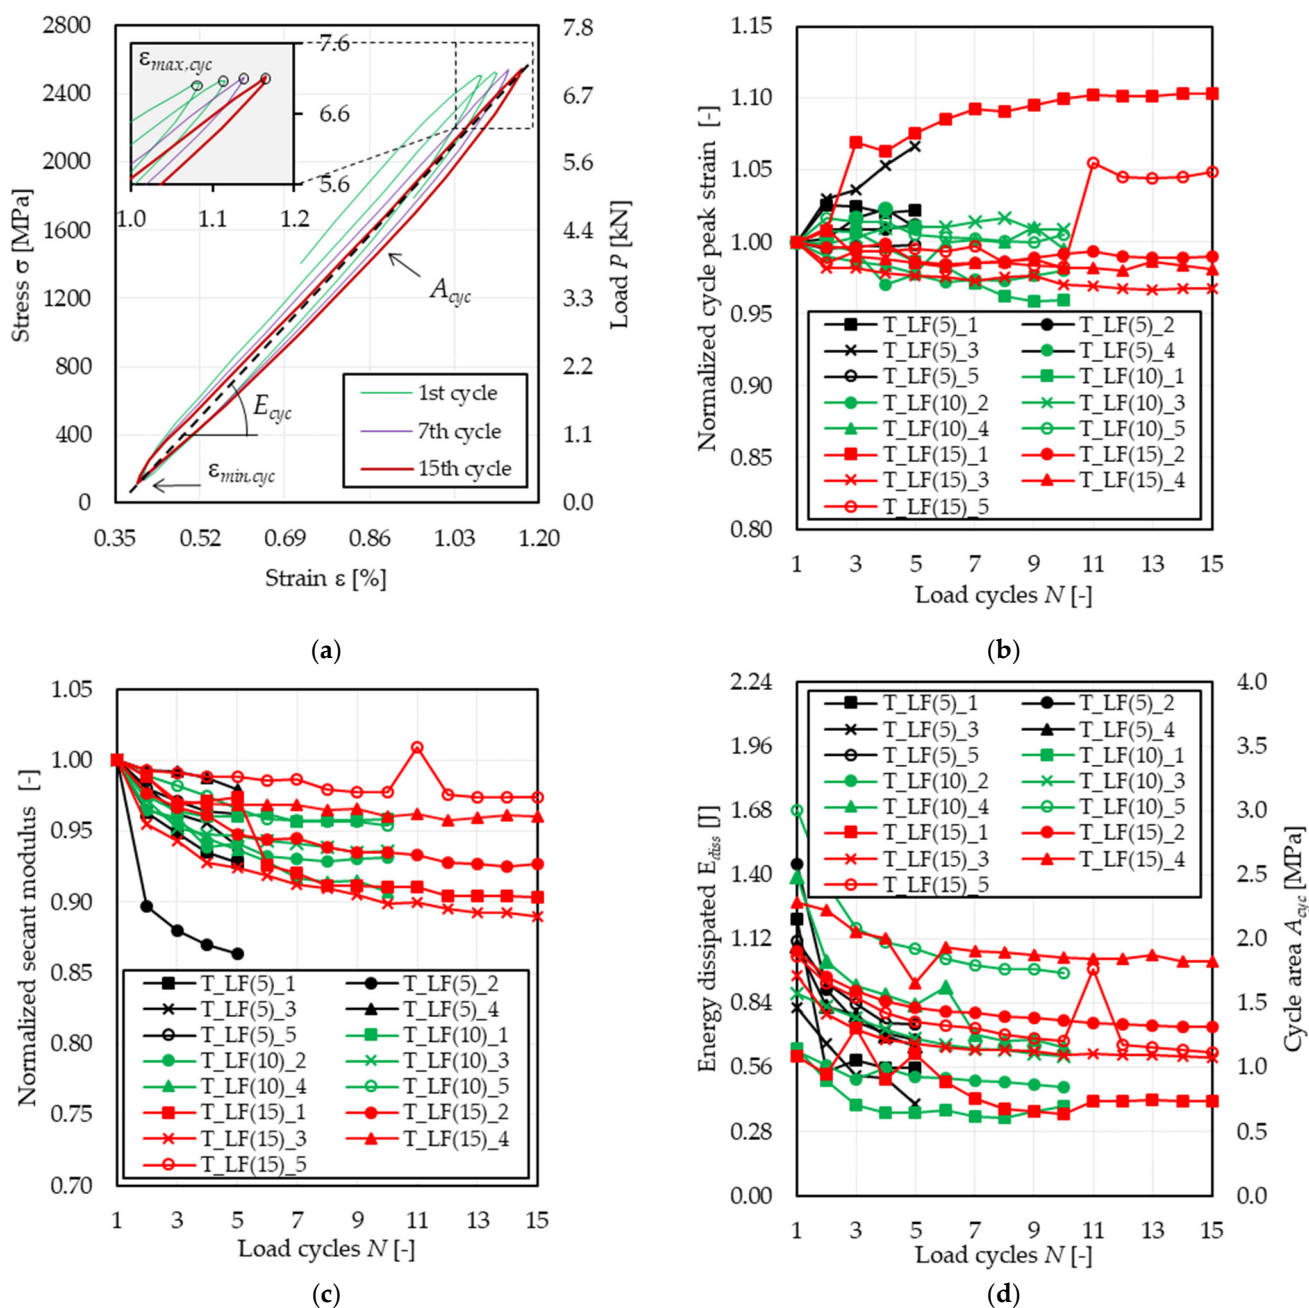 2800
2400
2000
1600
1200
800
400
0
Stress σ [MPa]
0.35 0.52 0.69 0.86 1.03 1.20
Strain ε [%]
7.8
6.7
5.6
4.4
3.3
2.2
1.1
0.0
Load P [kN]
εmax,cyc
7.6
6.6
5.6
1.0 1.1 1.2
Acyc
Ecyc
εmin,cyc
1st cycle
7th cycle
15th cycle
(a)
1.15
1.10
1.05
1.00
0.95
0.90
0.85
0.80
Normalized cycle peak strain [-]
T_LF(5)_1 T_LF(5)_2
T_LF(5)_3 T_LF(5)_4
T_LF(5)_5 T_LF(10)_1
T_LF(10)_2 T_LF(10)_3
T_LF(10)_4 T_LF(10)_5
T_LF(15)_1 T_LF(15)_2
T_LF(15)_3 T_LF(15)_4
T_LF(15)_5
1 3 5 7 9 11 13 15
Load cycles N [-]
(b)
1.05
1.00
0.95
0.90
0.85
0.80
0.75
0.70
Normalized secant modulus [-]
T_LF(5)_1 T_LF(5)_2
T_LF(5)_3 T_LF(5)_4
T_LF(5)_5 T_LF(10)_1
T_LF(10)_2 T_LF(10)_3
T_LF(10)_4 T_LF(10)_5
T_LF(15)_1 T_LF(15)_2
T_LF(15)_3 T_LF(15)_4
T_LF(15)_5
1 3 5 7 9 11 13 15
Load cycles N [-]
(c)
2.24
1.96
1.68
1.40
1.12
0.84
0.56
0.28
0.00
Energy dissipated Ediss [J]
T_LF(5)_1 T_LF(5)_2
T_LF(5)_3 T_LF(5)_4
T_LF(5)_5 T_LF(10)_1
T_LF(10)_2 T_LF(10)_3
T_LF(10)_4 T_LF(10)_5
T_LF(15)_1 T_LF(15)_2
T_LF(15)_3 T_LF(15)_4
T_LF(15)_5
4.0
3.5
3.0
2.5
2.0
1.5
1.0
0.5
0.0
Cycle area Acyc [MPa]
1 3 5 7 9 11 13 15
Load cycles N [-]
(d)